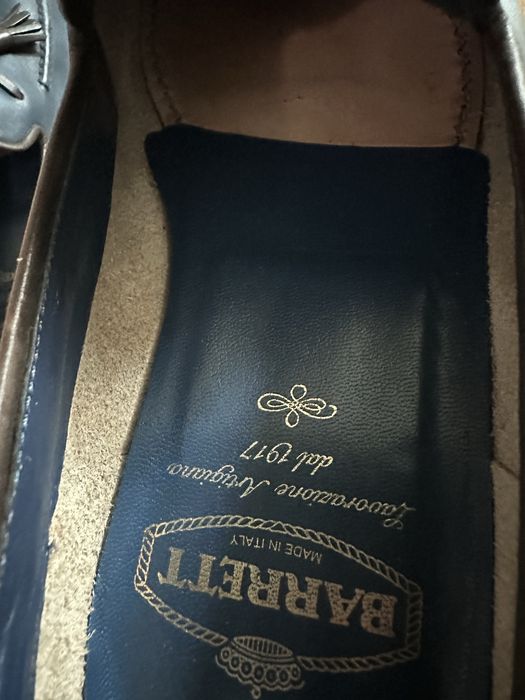 BARRETT
MADE IN ITALY
Lavorazione Artigiana
dal 1917